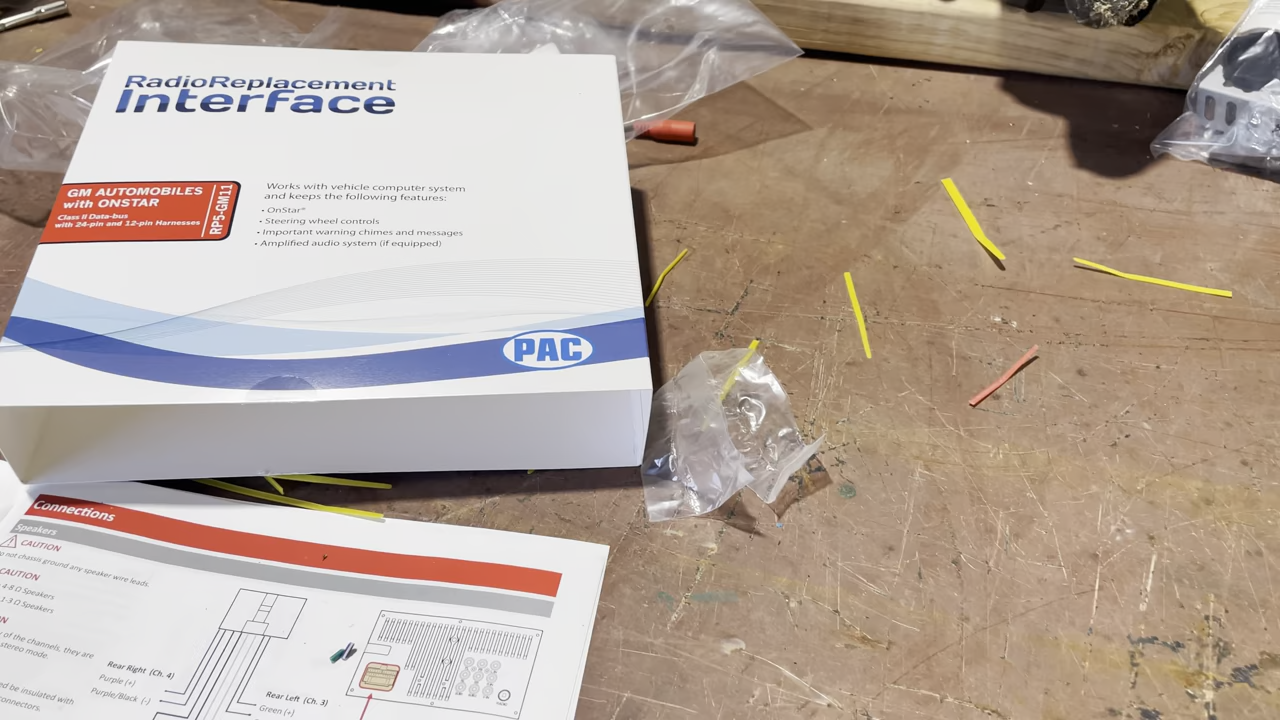 RadioReplacement
Interface
GM AUTOMOBILES
with ONSTAR
Class II Data-bus
with 24-pin and 12-pin Harnesses
RP5-GM11
Works with vehicle computer system
and keeps the following features:
• OnStar®
• Steering wheel controls
• Important warning chimes and messages
• Amplified audio system (if equipped)
PAC
Connections
Speakers
CAUTION
not chassis ground any speaker wire leads.
CAUTION
4-8 Ω Speakers
1-3 Ω Speakers
of the channels, they are
stereo mode.
Rear Right (Ch. 4)
Purple (+)
Purple/Black (-)
Rear Left (Ch. 3)
Green (+)
be insulated with
connectors.